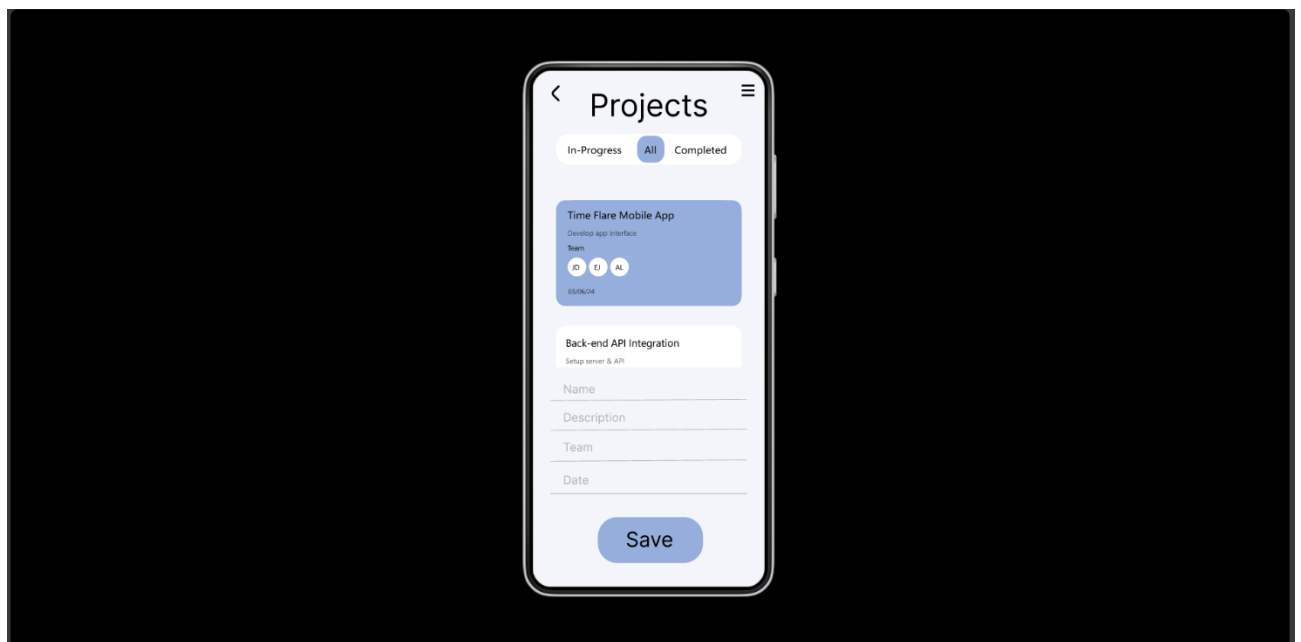 Projects
In-Progress All Completed
Time Flare Mobile App
Develop app interface
Team
JD EJ AL
03/06/24
Back-end API Integration
Setup server & API
Name
Description
Team
Date
Save